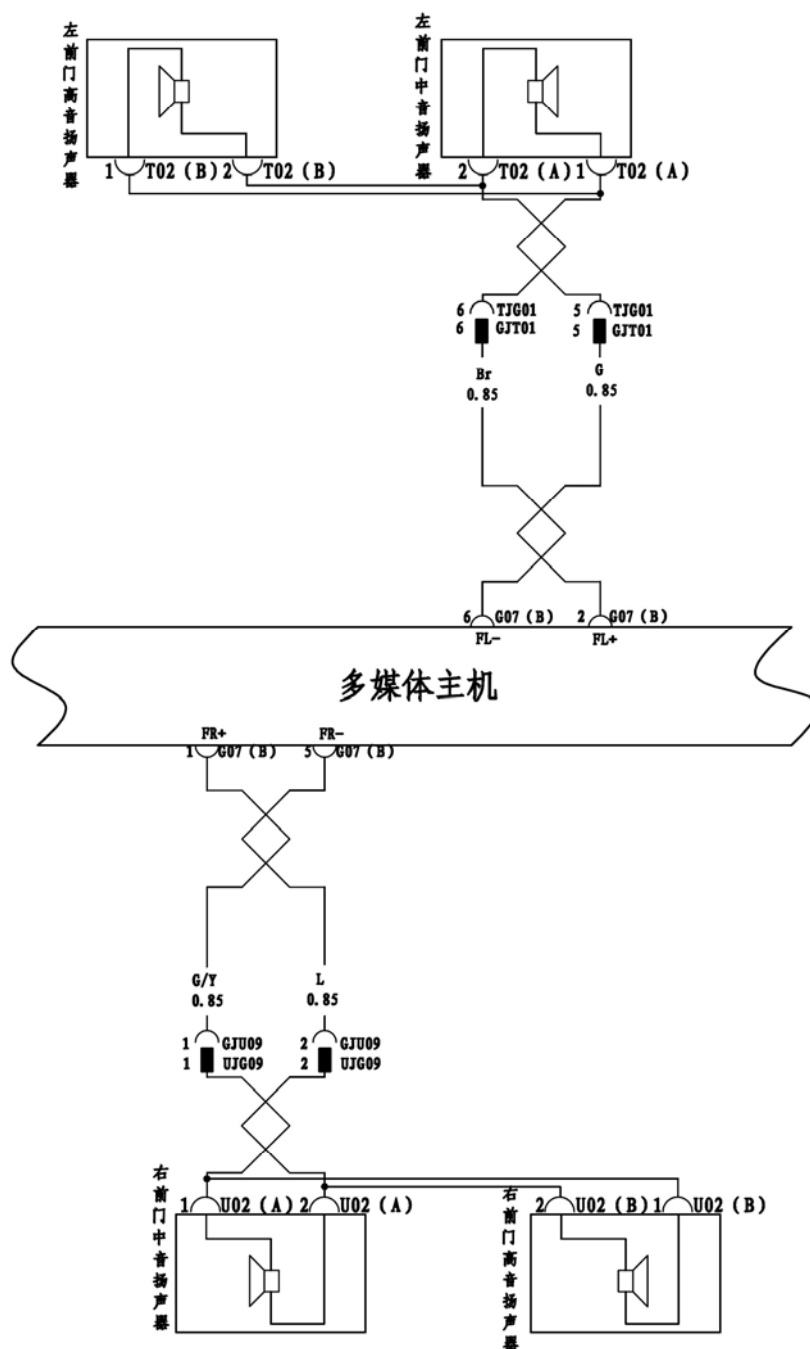 左前门高音扬声器
左前门中音扬声器
1 T02 (B) 2 T02 (B)
2 T02 (A) 1 T02 (A)
6 TJG01 5 TJG01
6 GJT01 5 GJT01
Br G
0.85 0.85
6 G07 (B) 2 G07 (B)
FL- FL+
多媒体主机
FR+ FR-
1 G07 (B) 5 G07 (B)
G/Y L
0.85 0.85
1 GJU09 2 GJU09
1 UJG09 2 UJG09
右前门中音扬声器
1 U02 (A) 2 U02 (A)
右前门高音扬声器
2 U02 (B) 1 U02 (B)